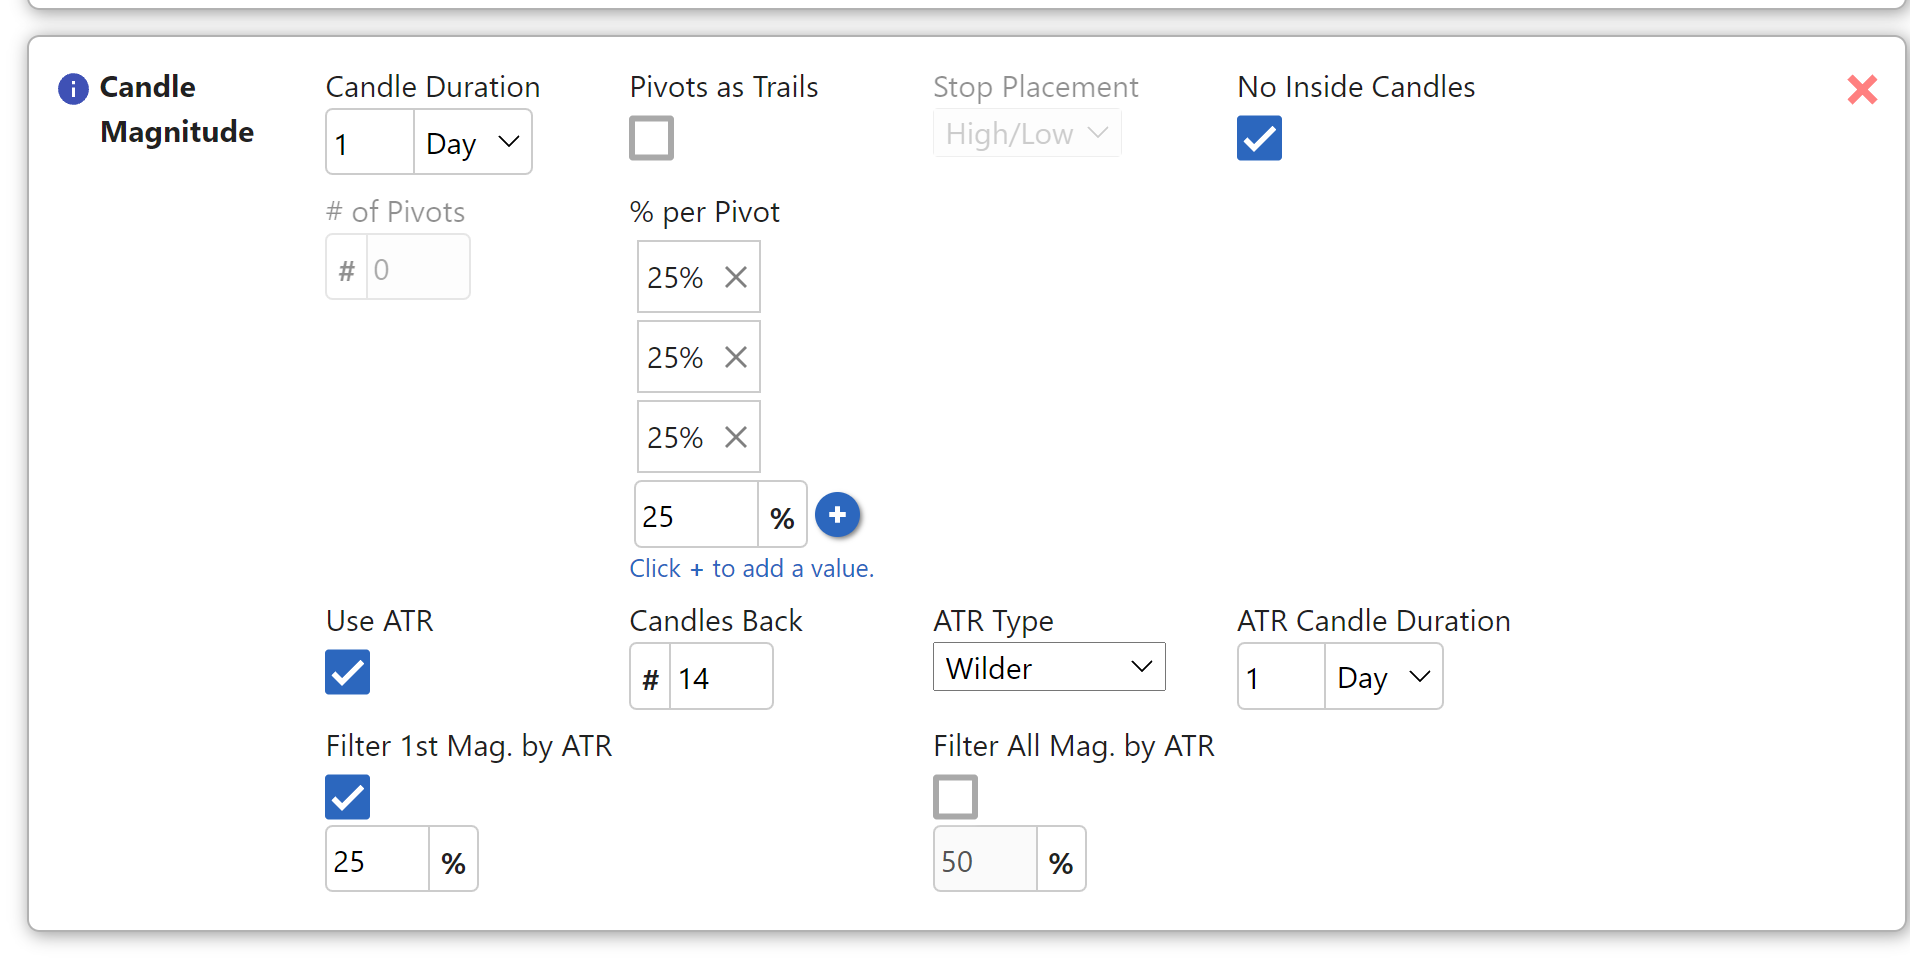 Candle Magnitude
Candle Duration
1 Day
Pivots as Trails
Stop Placement
High/Low
No Inside Candles
# of Pivots
# 0
% per Pivot
25%
25%
25%
25 %
Click + to add a value.
Use ATR
Candles Back
# 14
ATR Type
Wilder
ATR Candle Duration
1 Day
Filter 1st Mag. by ATR
25 %
Filter All Mag. by ATR
50 %